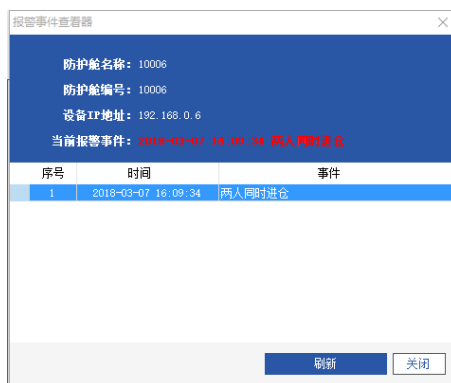 报警事件查看器
防护舱名称：10006
防护舱编号：10006
设备IP地址：192.168.0.6
当前报警事件：2018-03-07 16:09:34 两人同时进仓
序号 时间 事件
1 2018-03-07 16:09:34 两人同时进仓
刷新 关闭